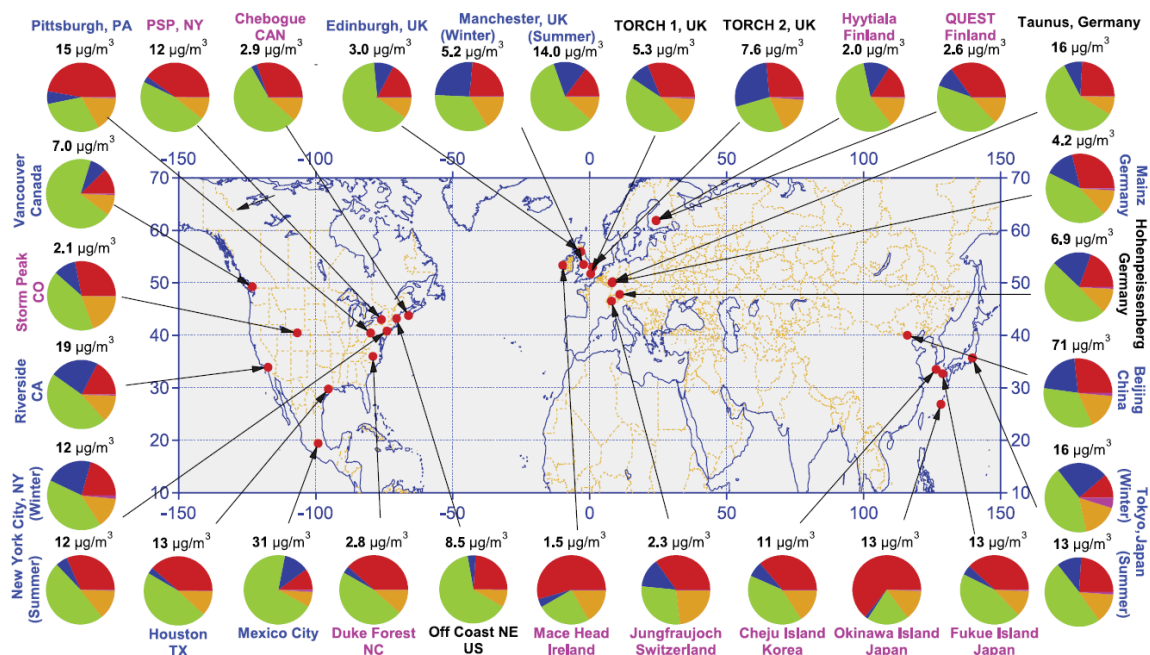 Pittsburgh, PA
15 µg/m³
PSP, NY
12 µg/m³
Chebogue
CAN
2.9 µg/m³
Edinburgh, UK
3.0 µg/m³
Manchester, UK
(Winter)
5.2 µg/m³
(Summer)
14.0 µg/m³
TORCH 1, UK
5.3 µg/m³
TORCH 2, UK
7.6 µg/m³
Hyytiala
Finland
2.0 µg/m³
QUEST
Finland
2.6 µg/m³
Taunus, Germany
16 µg/m³
7.0 µg/m³
Vancouver
Canada
2.1 µg/m³
Storm Peak
CO
19 µg/m³
Riverside
CA
12 µg/m³
New York City, NY
(Winter)
12 µg/m³
(Summer)
-150
-100
-50
0
50
100
150
70
60
50
40
30
20
10
70
60
50
40
30
20
10
-150
-100
-50
0
50
100
150
4.2 µg/m³
Mainz
Germany
6.9 µg/m³
Hohenpeissenberg
Germany
71 µg/m³
Beijing
China
16 µg/m³
Tokyo, Japan
(Winter)
13 µg/m³
(Summer)
13 µg/m³
Houston
TX
31 µg/m³
Mexico City
2.8 µg/m³
Duke Forest
NC
8.5 µg/m³
Off Coast NE
US
1.5 µg/m³
Mace Head
Ireland
2.3 µg/m³
Jungfraujoch
Switzerland
11 µg/m³
Cheju Island
Korea
13 µg/m³
Okinawa Island
Japan
13 µg/m³
Fukue Island
Japan